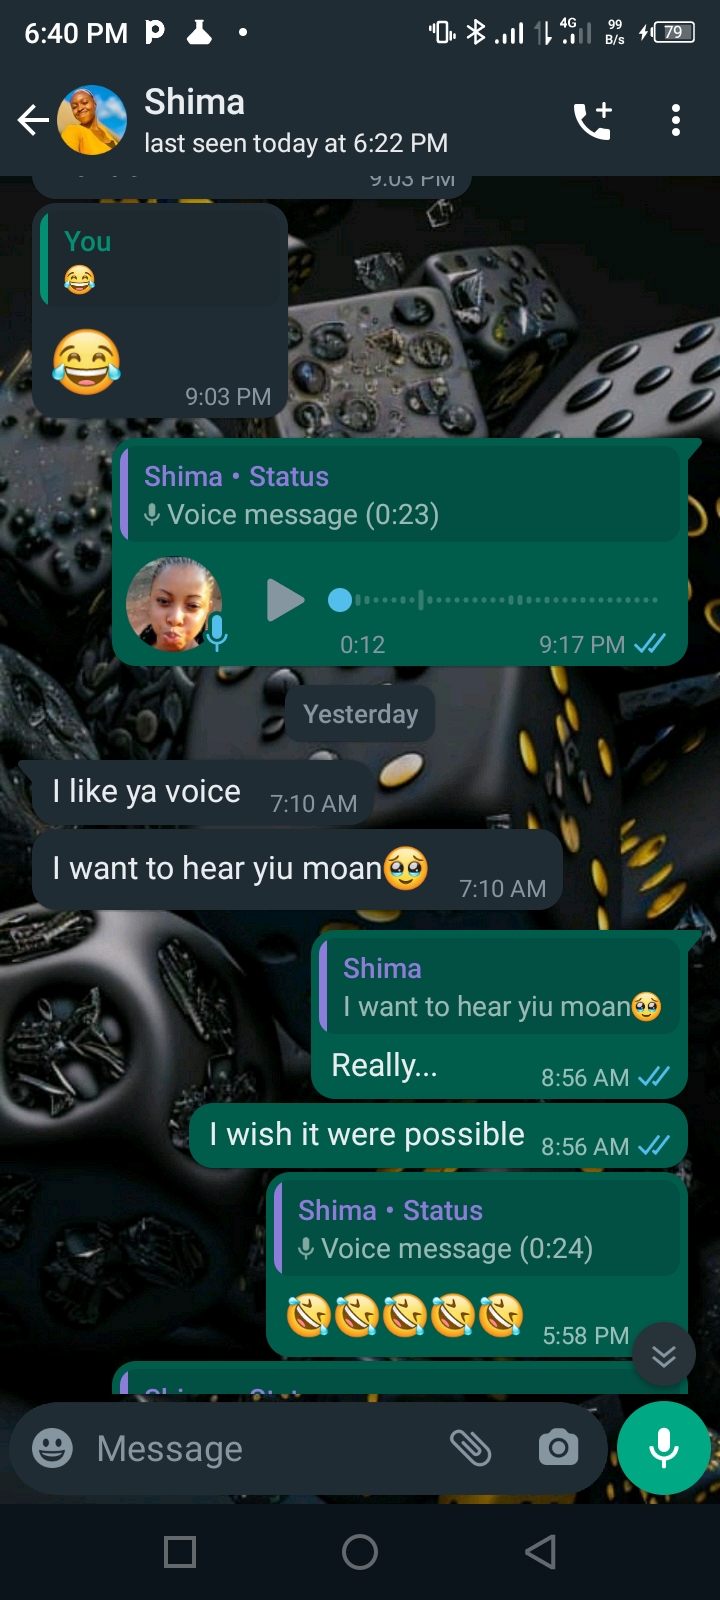 6:40 PM
4G
99
B/s
79
Shima
last seen today at 6:22 PM
9:03 PM
You
😂
😂
9:03 PM
Shima • Status
Voice message (0:23)
0:12
9:17 PM
Yesterday
I like ya voice
7:10 AM
I want to hear yiu moan🥹
7:10 AM
Shima
I want to hear yiu moan🥹
Really...
8:56 AM
I wish it were possible
8:56 AM
Shima • Status
Voice message (0:24)
🤣🤣🤣🤣🤣
5:58 PM
Message